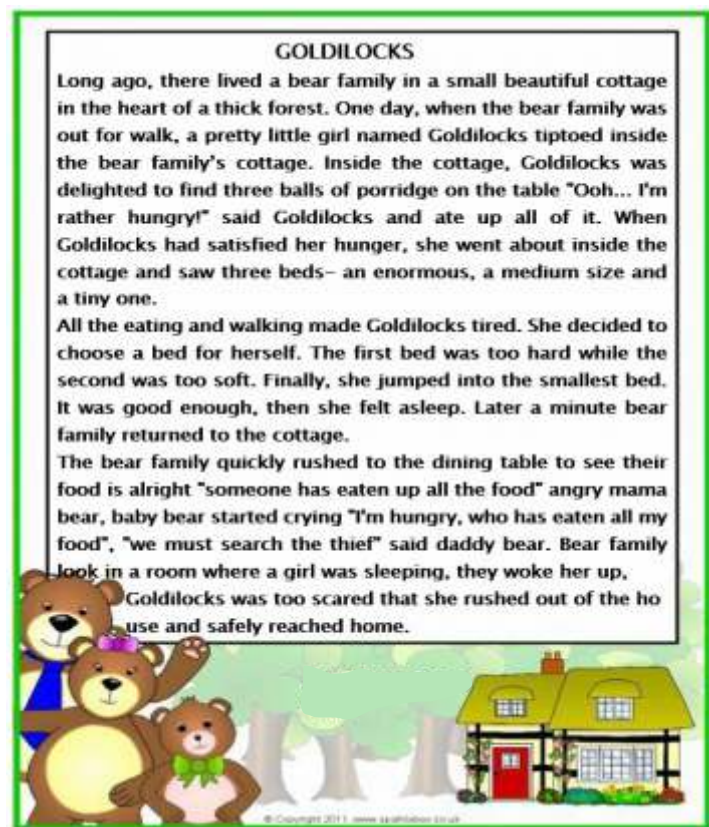 GOLDILOCKS
Long ago, there lived a bear family in a small beautiful cottage
in the heart of a thick forest. One day, when the bear family was
out for walk, a pretty little girl named Goldilocks tiptoed inside
the bear family's cottage. Inside the cottage, Goldilocks was
delighted to find three balls of porridge on the table "Ooh... I'm
rather hungry!" said Goldilocks and ate up all of it. When
Goldilocks had satisfied her hunger, she went about inside the
cottage and saw three beds- an enormous, a medium size and
a tiny one.
All the eating and walking made Goldilocks tired. She decided to
choose a bed for herself. The first bed was too hard while the
second was too soft. Finally, she jumped into the smallest bed.
It was good enough, then she felt asleep. Later a minute bear
family returned to the cottage.
The bear family quickly rushed to the dining table to see their
food is alright "someone has eaten up all the food" angry mama
bear, baby bear started crying "I'm hungry, who has eaten all my
food", "we must search the thief" said daddy bear. Bear family
look in a room where a girl was sleeping, they woke her up,
Goldilocks was too scared that she rushed out of the ho
use and safely reached home.
© Copyright 2011 www.sparklebox.co.uk